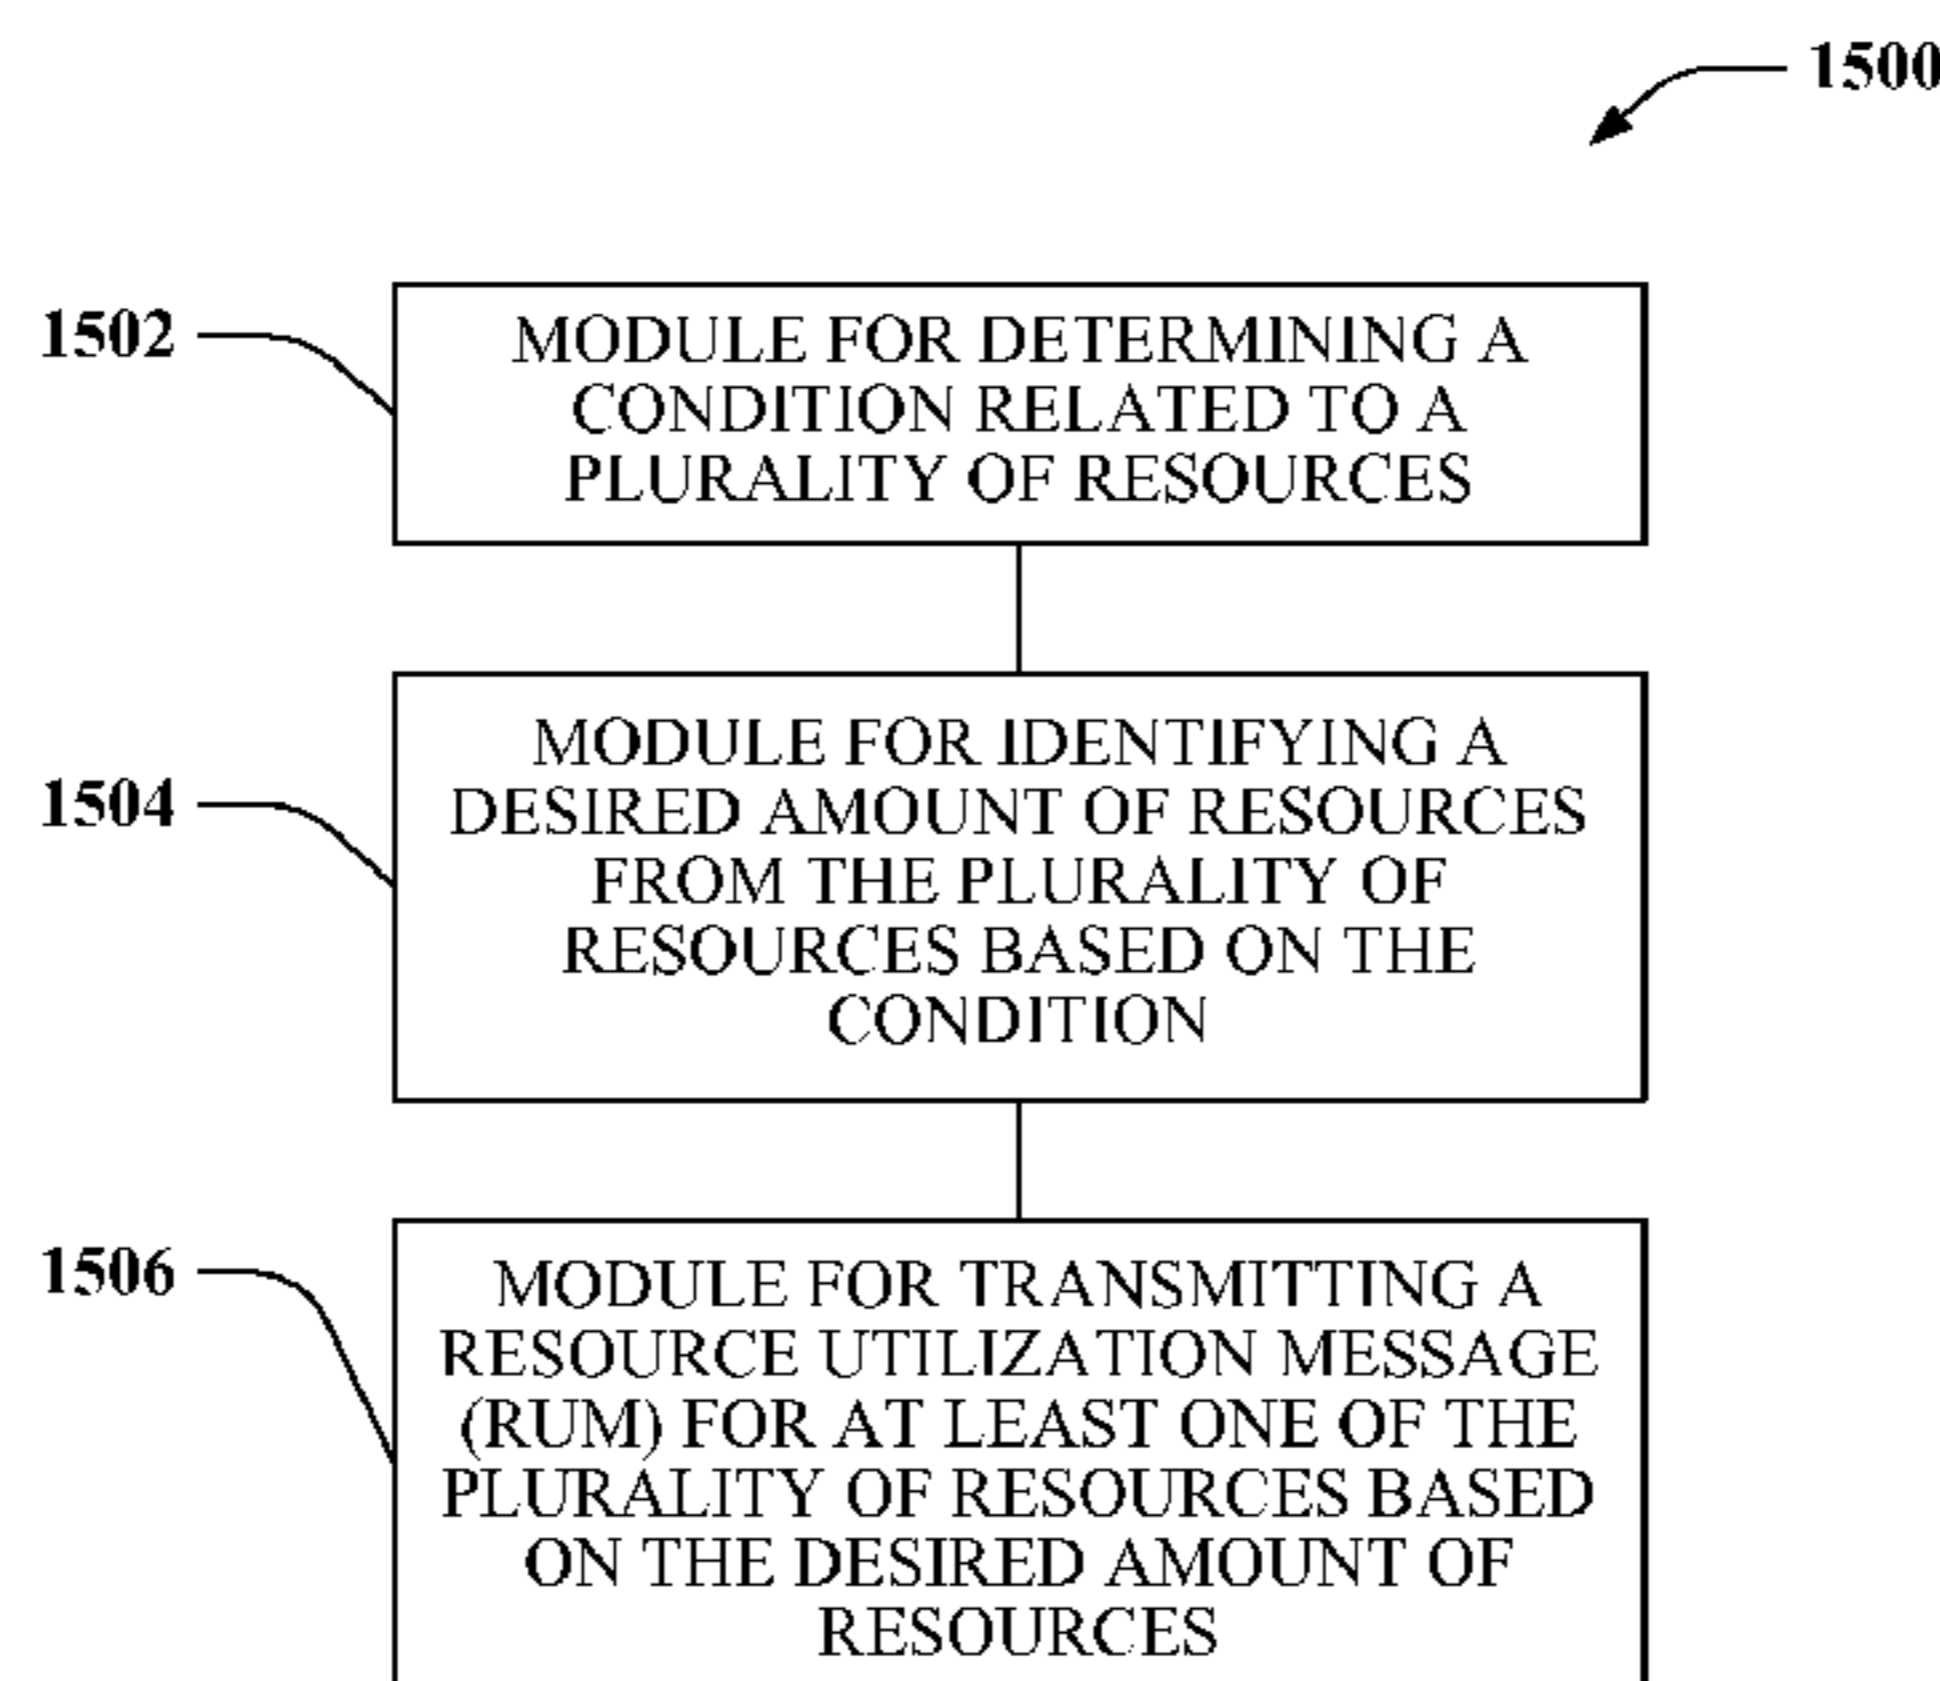 1500
1502
MODULE FOR DETERMINING A
CONDITION RELATED TO A
PLURALITY OF RESOURCES
1504
MODULE FOR IDENTIFYING A
DESIRED AMOUNT OF RESOURCES
FROM THE PLURALITY OF
RESOURCES BASED ON THE
CONDITION
1506
MODULE FOR TRANSMITTING A
RESOURCE UTILIZATION MESSAGE
(RUM) FOR AT LEAST ONE OF THE
PLURALITY OF RESOURCES BASED
ON THE DESIRED AMOUNT OF
RESOURCES